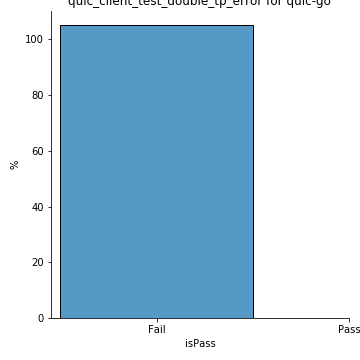 quic_client_test_double_tp_error for quic-go
100
80
60
40
20
0
%
Fail
Pass
isPass